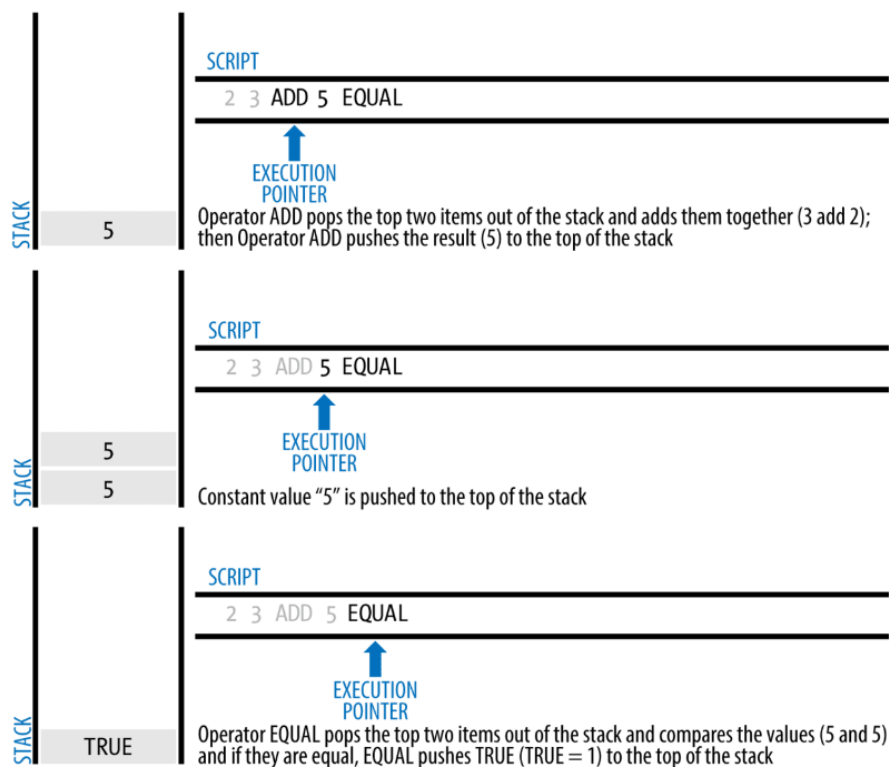 SCRIPT
2 3 ADD 5 EQUAL
EXECUTION
POINTER
STACK
5
Operator ADD pops the top two items out of the stack and adds them together (3 add 2);
then Operator ADD pushes the result (5) to the top of the stack
SCRIPT
2 3 ADD 5 EQUAL
EXECUTION
POINTER
STACK
5
5
Constant value “5” is pushed to the top of the stack
SCRIPT
2 3 ADD 5 EQUAL
EXECUTION
POINTER
STACK
TRUE
Operator EQUAL pops the top two items out of the stack and compares the values (5 and 5)
and if they are equal, EQUAL pushes TRUE (TRUE = 1) to the top of the stack